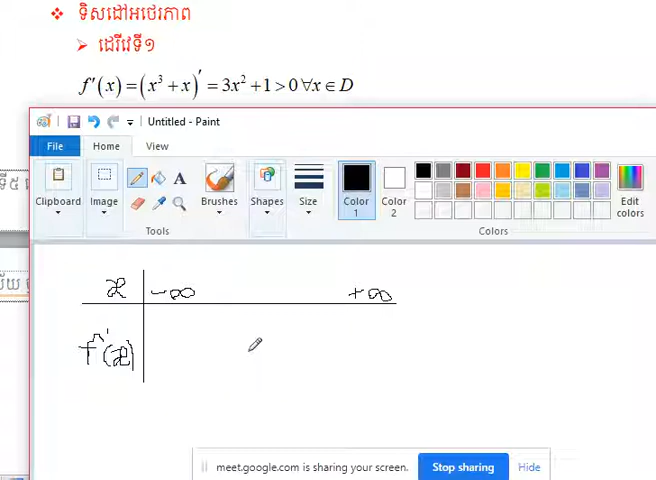 ❖ ទិសដៅអថេរភាព
➢ ដេរីវេទី១
f'(x) = (x³ + x)' = 3x² + 1 > 0 ∀x ∈ D
Untitled - Paint
File Home View
Clipboard Image Brushes Shapes Size Color 1 Color 2 Edit colors
Tools Colors
ទី៥
x -∞ +∞
f'(x)
meet.google.com is sharing your screen. Stop sharing Hide